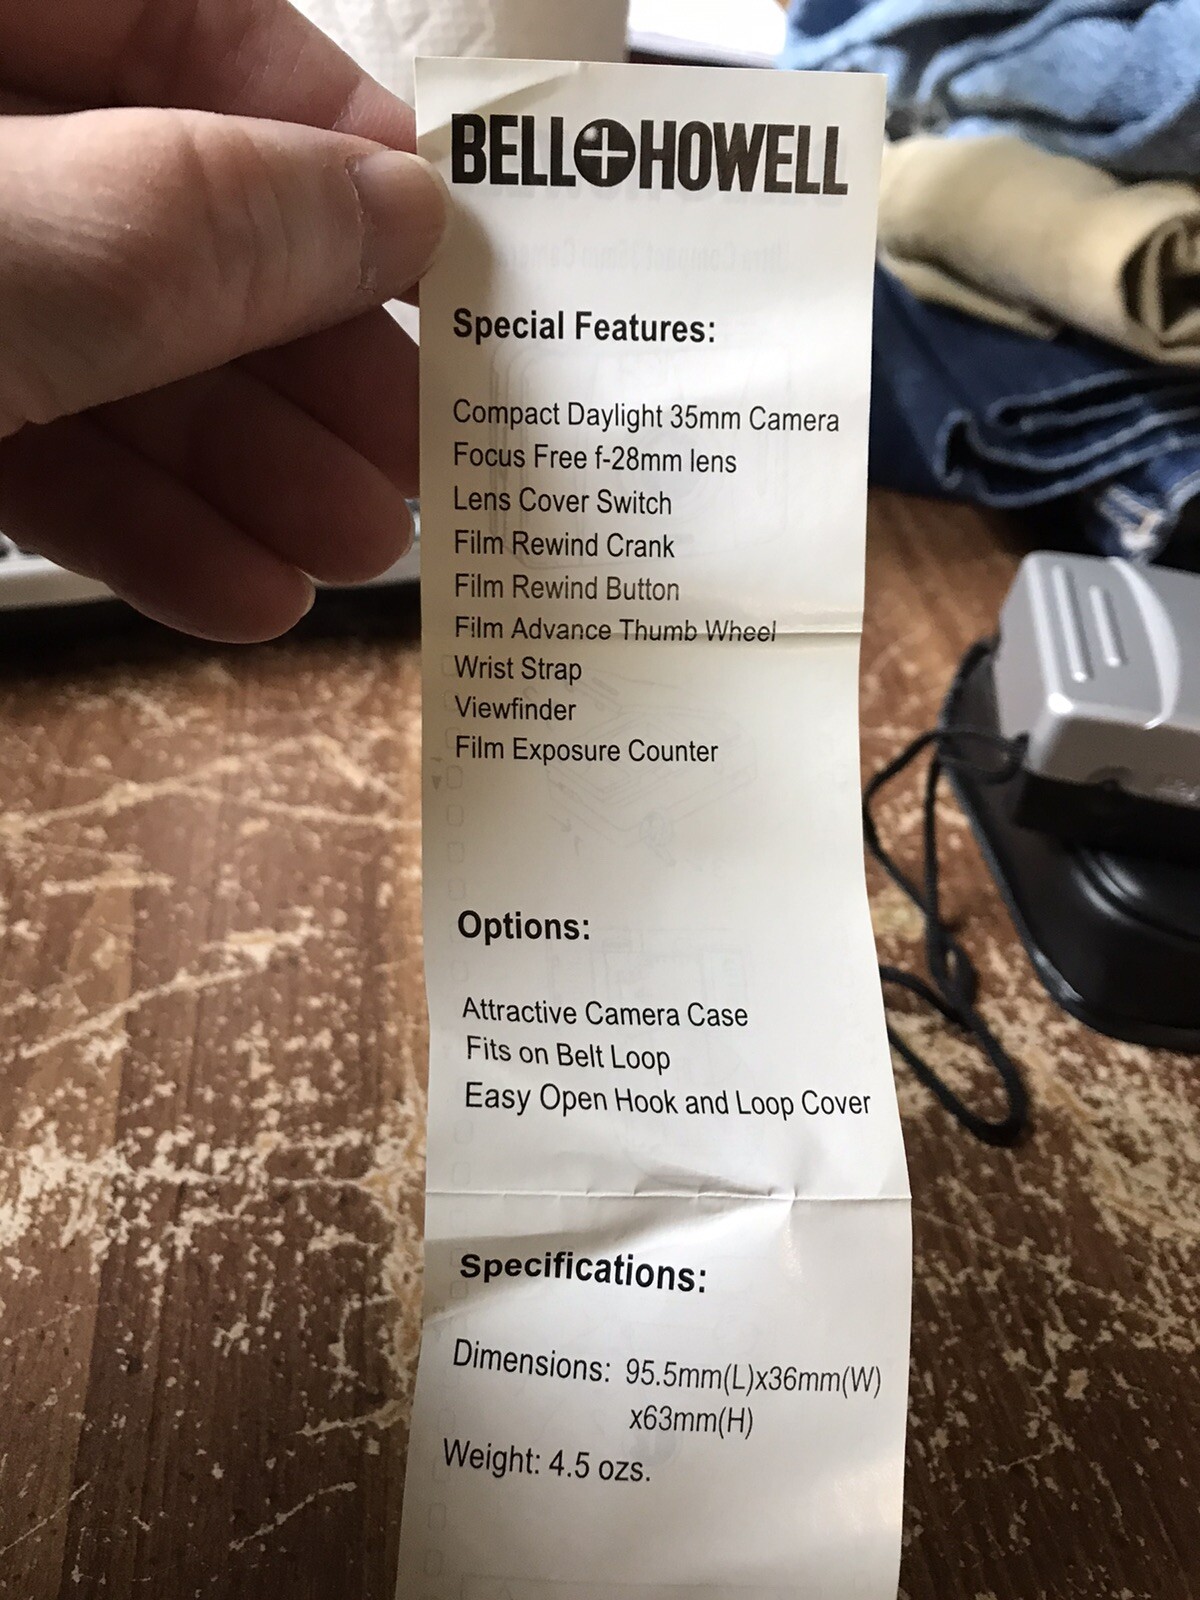 BELL+HOWELL
Special Features:
Compact Daylight 35mm Camera
Focus Free f-28mm lens
Lens Cover Switch
Film Rewind Crank
Film Rewind Button
Film Advance Thumb Wheel
Wrist Strap
Viewfinder
Film Exposure Counter
Options:
Attractive Camera Case
Fits on Belt Loop
Easy Open Hook and Loop Cover
Specifications:
Dimensions: 95.5mm(L)x36mm(W)
x63mm(H)
Weight: 4.5 ozs.